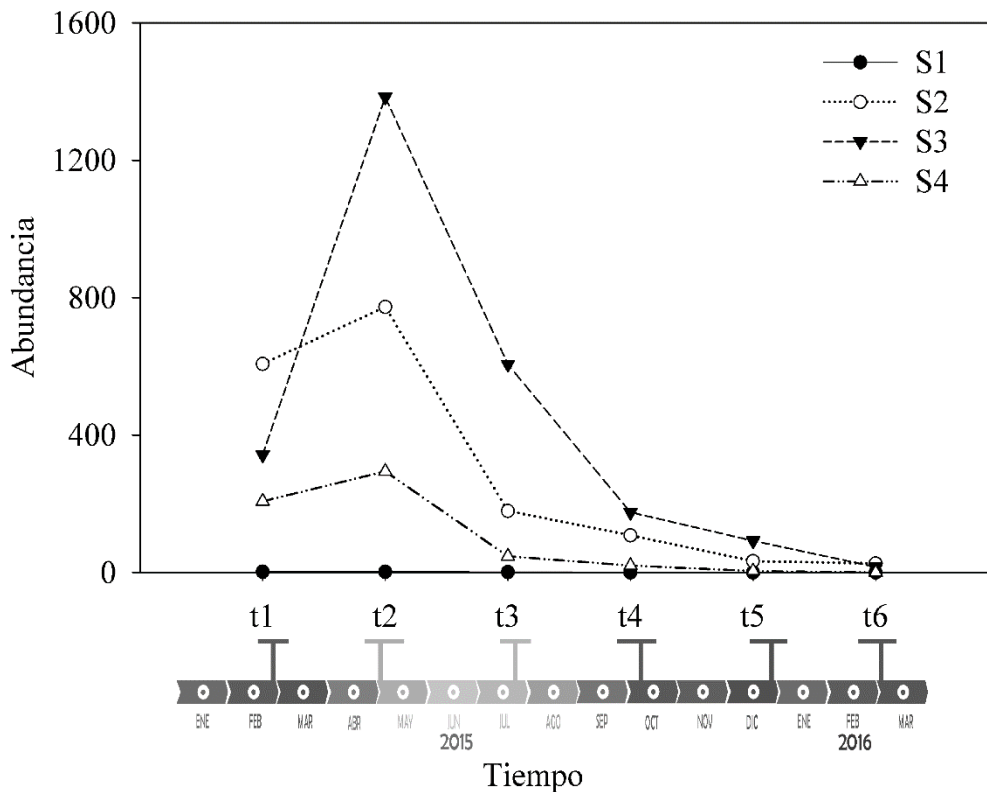 1600
1200
800
400
0
Abundancia
S1
S2
S3
S4
t1 t2 t3 t4 t5 t6
ENE FEB MAR ABR MAY JUN JUL AGO SEP OCT NOV DIC ENE FEB MAR
2015 2016
Tiempo